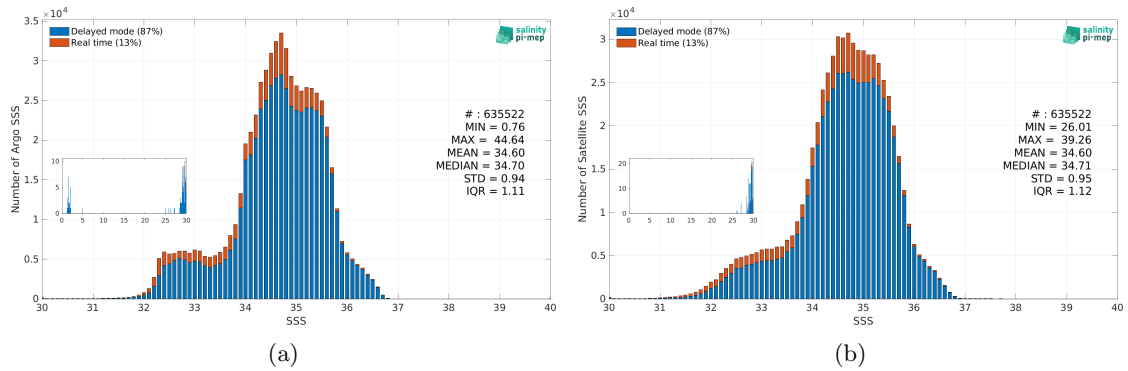 ×10⁴
3.5
3
2.5
2
1.5
1
0.5
0
30 31 32 33 34 35 36 37 38 39 40
SSS
Number of Argo SSS
Delayed mode (87%)
Real time (13%)
salinity
pi-mep
# : 635522
MIN = 0.76
MAX = 44.64
MEAN = 34.60
MEDIAN = 34.70
STD = 0.94
IQR = 1.11
10
5
0
0 5 10 15 20 25 30
(a)
×10⁴
3
2.5
2
1.5
1
0.5
0
30 31 32 33 34 35 36 37 38 39 40
SSS
Number of Satellite SSS
Delayed mode (87%)
Real time (13%)
salinity
pi-mep
# : 635522
MIN = 26.01
MAX = 39.26
MEAN = 34.60
MEDIAN = 34.71
STD = 0.95
IQR = 1.12
20
10
0
5 10 15 20 25 30
(b)